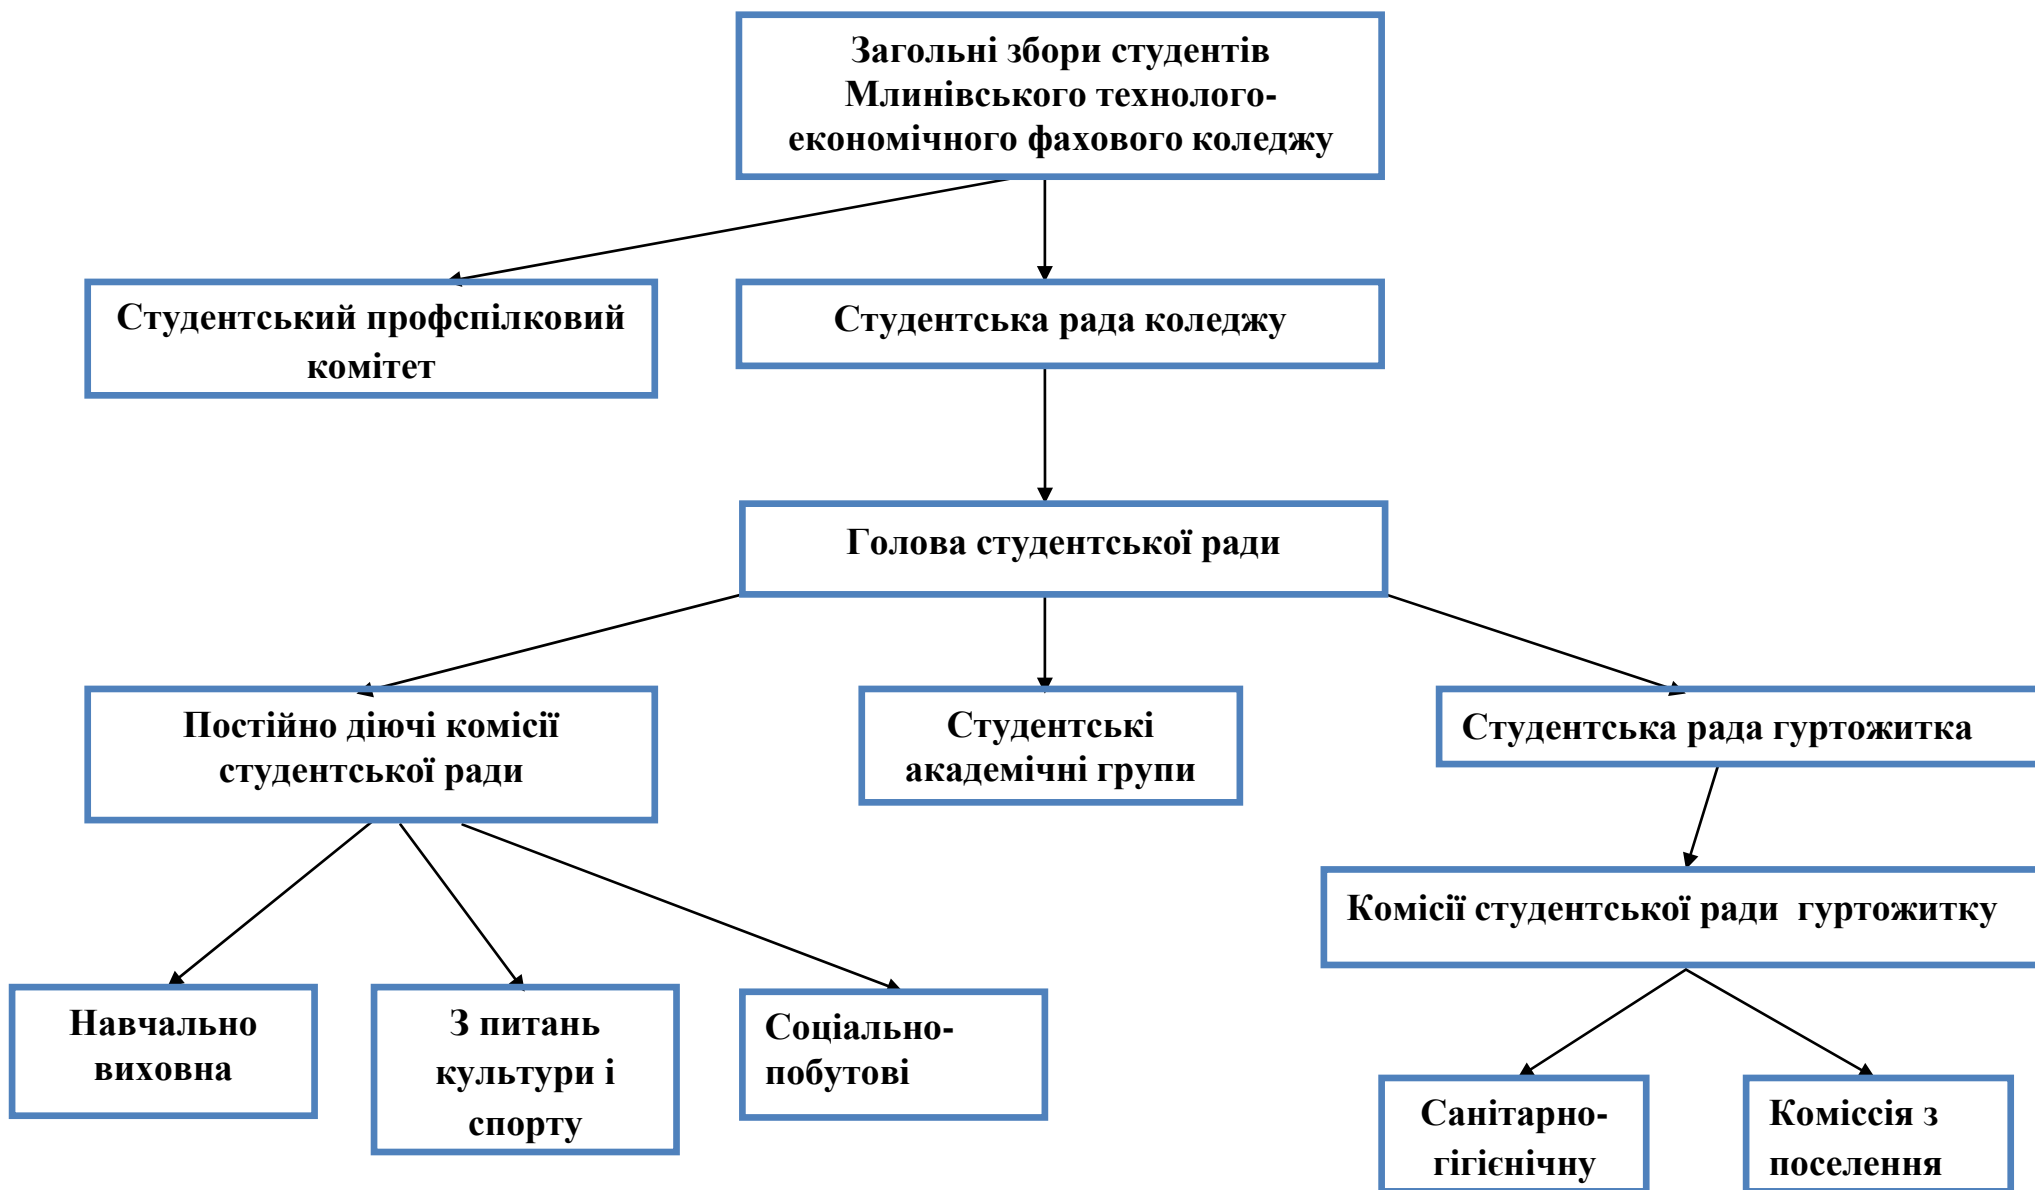 Загольні збори студентів
Млинівського технолого-
економічного фахового коледжу
Студентський профспілковий
комітет
Студентська рада коледжу
Голова студентської ради
Постійно діючі комісії
студентської ради
Студентські
академічні групи
Студентська рада гуртожитка
Комісії студентської ради  гуртожитку
Навчально
виховна
З питань
культури і
спорту
Соціально-
побутові
Санітарно-
гігієнічну
Коміссія з
поселення